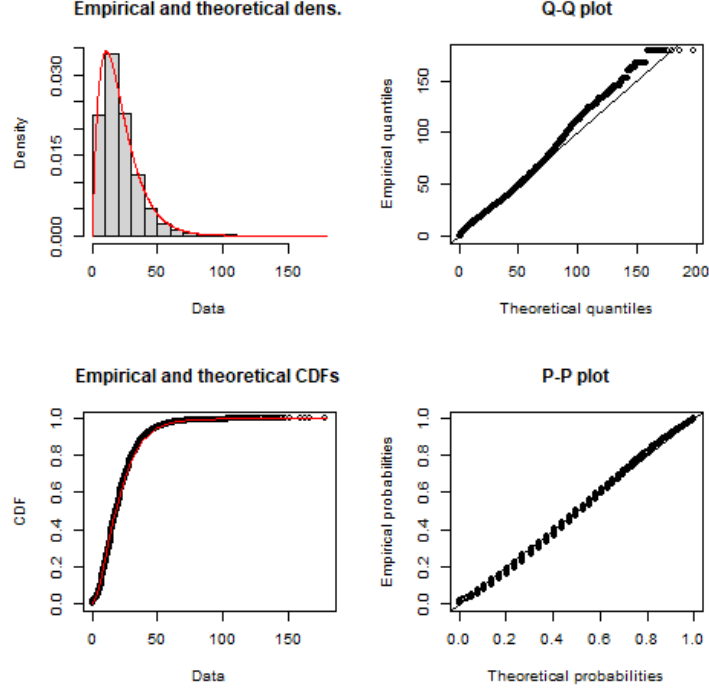 Empirical and theoretical dens.
Density
0.000 0.015 0.030
0 50 100 150
Data
Q-Q plot
Empirical quantiles
0 50 100 150
0 50 100 150 200
Theoretical quantiles
Empirical and theoretical CDFs
CDF
0.0 0.2 0.4 0.6 0.8 1.0
0 50 100 150
Data
P-P plot
Empirical probabilities
0.0 0.2 0.4 0.6 0.8 1.0
0.0 0.2 0.4 0.6 0.8 1.0
Theoretical probabilities